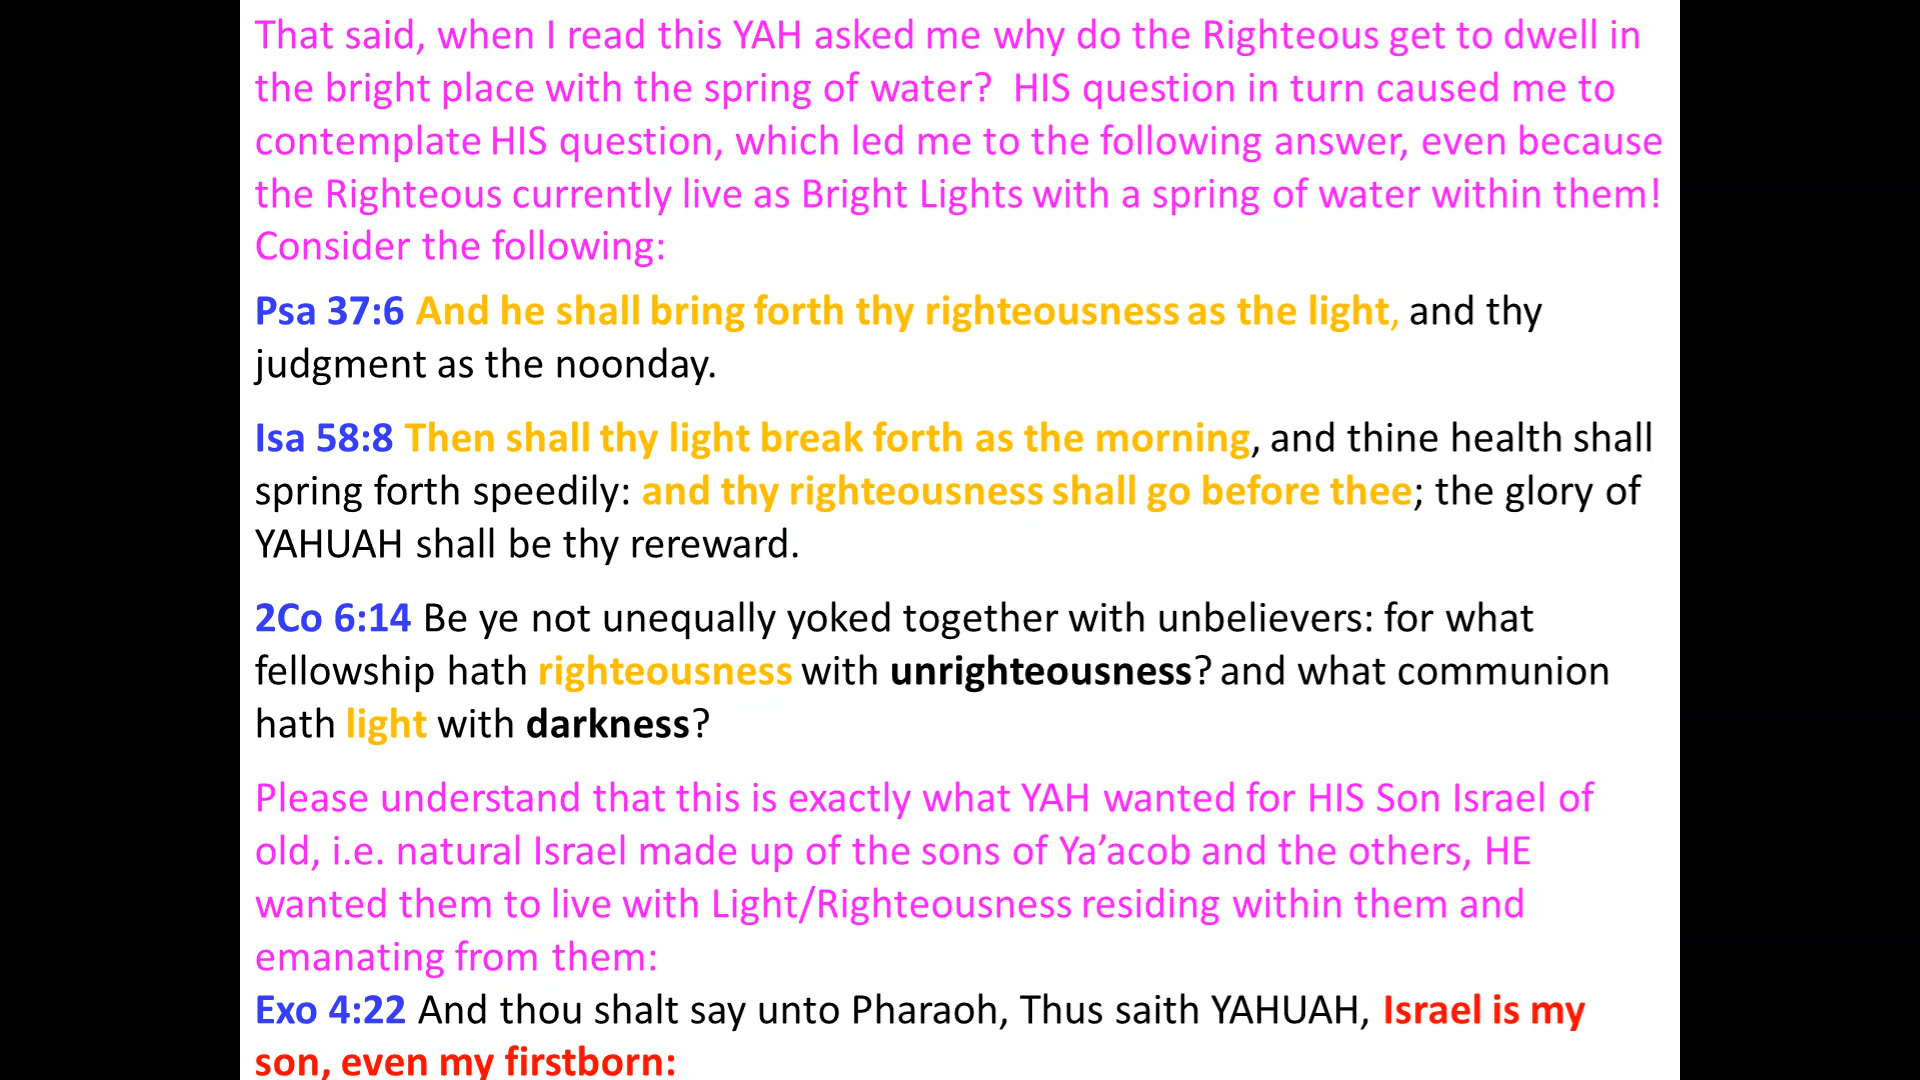 That said, when I read this YAH asked me why do the Righteous get to dwell in
the bright place with the spring of water?  HIS question in turn caused me to
contemplate HIS question, which led me to the following answer, even because
the Righteous currently live as Bright Lights with a spring of water within them!
Consider the following:
Psa 37:6 And he shall bring forth thy righteousness as the light, and thy
judgment as the noonday.
Isa 58:8 Then shall thy light break forth as the morning, and thine health shall
spring forth speedily: and thy righteousness shall go before thee; the glory of
YAHUAH shall be thy rereward.
2Co 6:14 Be ye not unequally yoked together with unbelievers: for what
fellowship hath righteousness with unrighteousness? and what communion
hath light with darkness?
Please understand that this is exactly what YAH wanted for HIS Son Israel of
old, i.e. natural Israel made up of the sons of Ya’acob and the others, HE
wanted them to live with Light/Righteousness residing within them and
emanating from them:
Exo 4:22 And thou shalt say unto Pharaoh, Thus saith YAHUAH, Israel is my
son, even my firstborn: